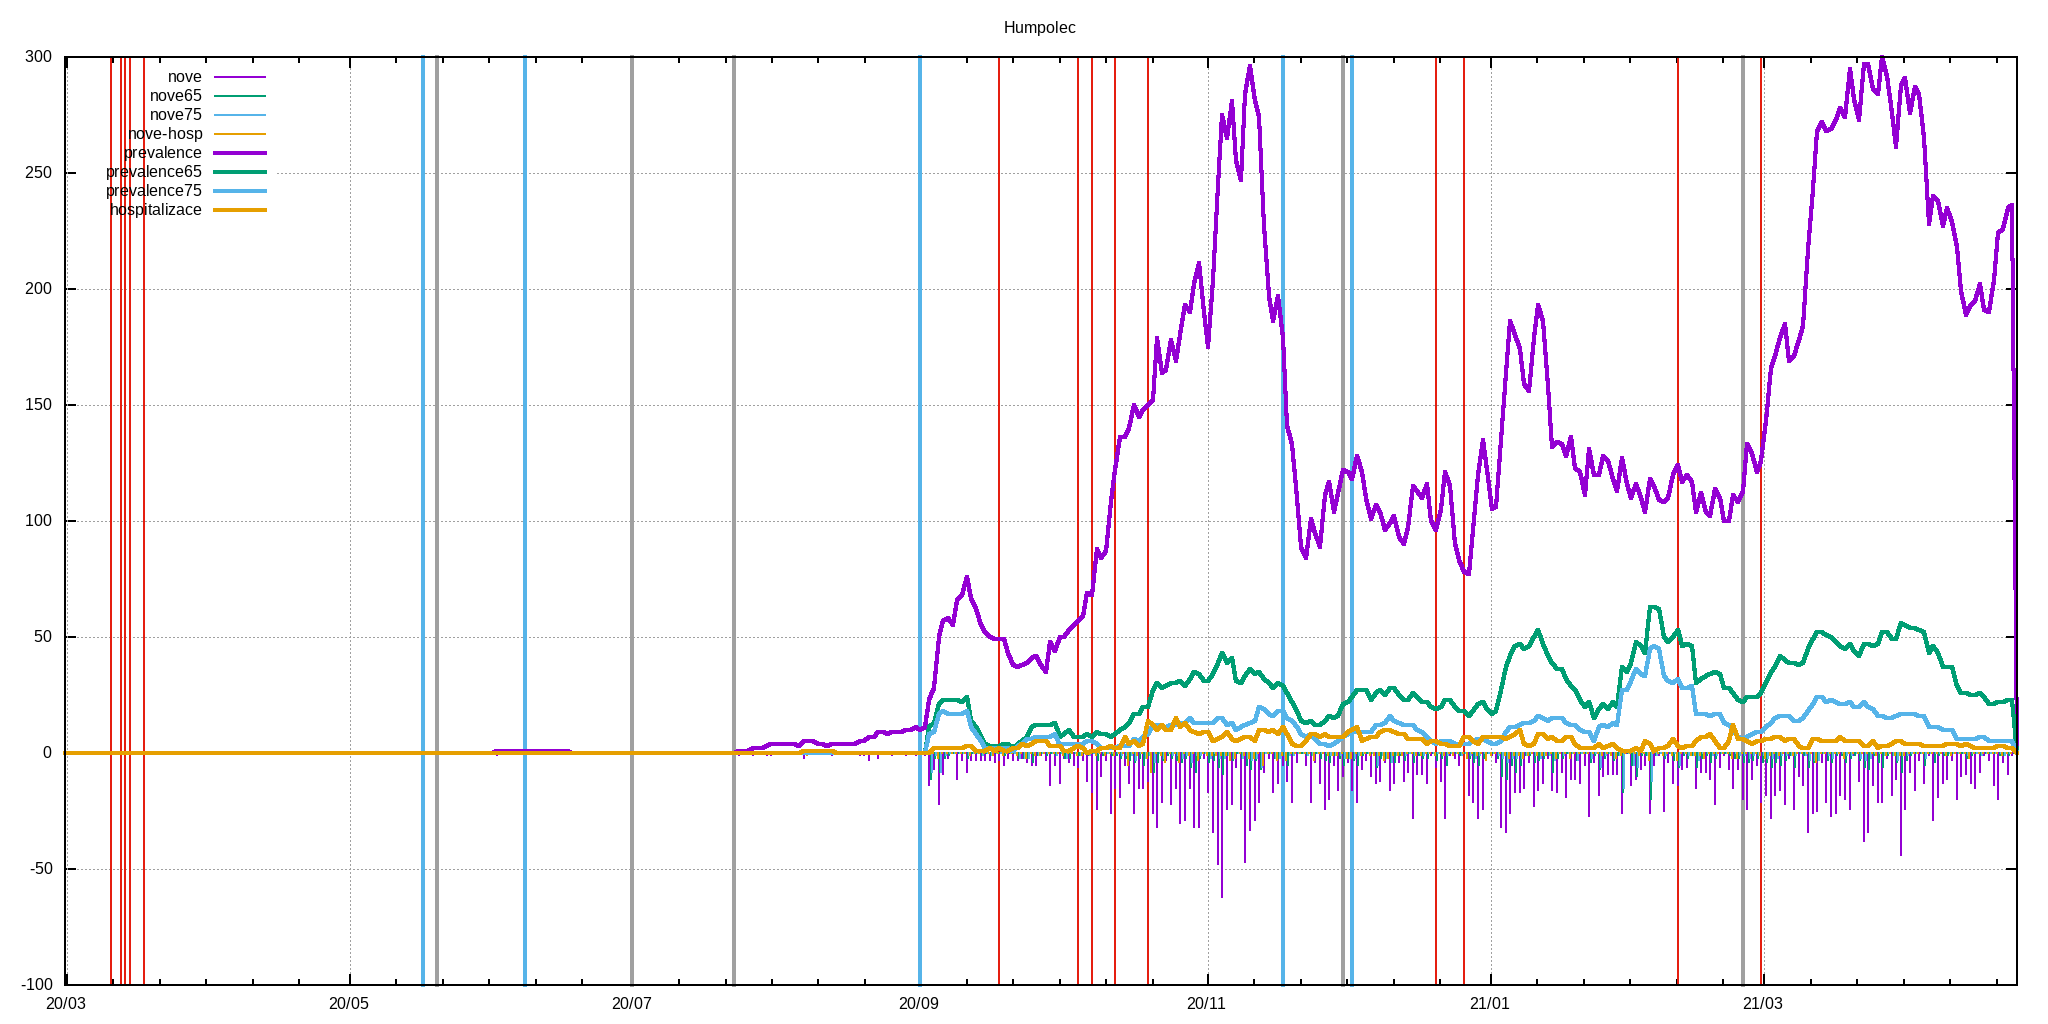 Humpolec
300
250
200
150
100
50
0
-50
-100
nove
nove65
nove75
nove-hosp
prevalence
prevalence65
prevalence75
hospitalizace
20/03 20/05 20/07 20/09 20/11 21/01 21/03